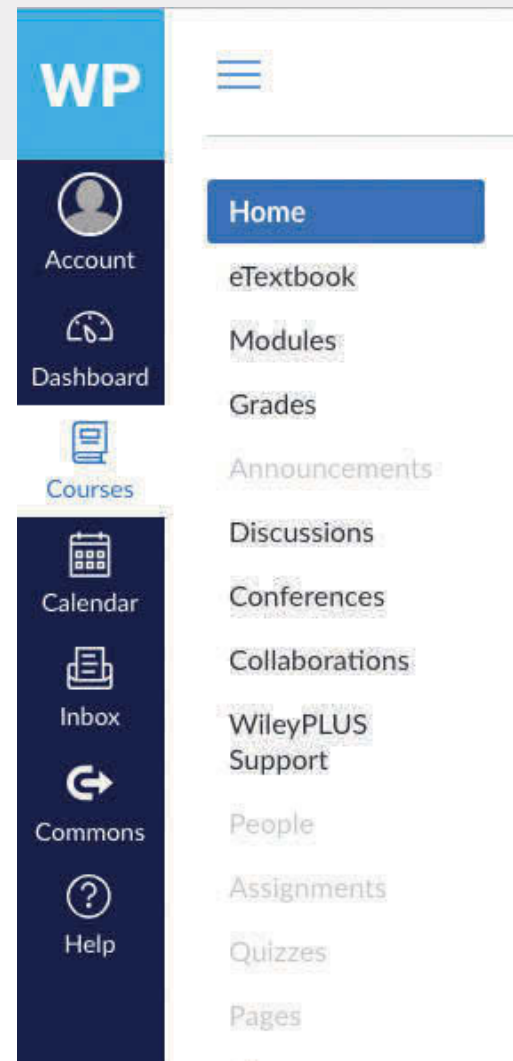 WP
Account
Dashboard
Courses
Calendar
Inbox
Commons
Help
Home
eTextbook
Modules
Grades
Announcements
Discussions
Conferences
Collaborations
WileyPLUS
Support
People
Assignments
Quizzes
Pages